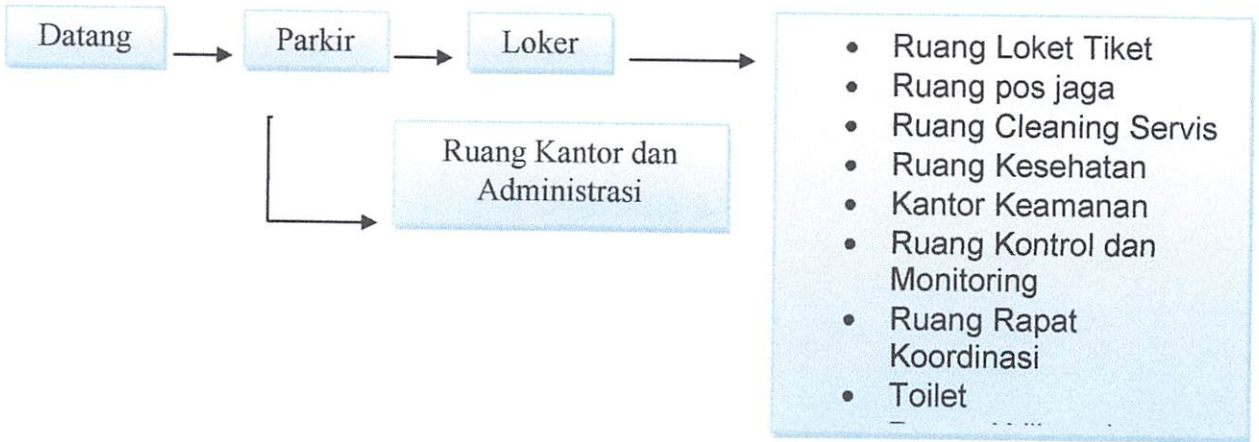 Datang
Parkir
Loker
Ruang Kantor dan
Administrasi
• Ruang Loket Tiket
• Ruang pos jaga
• Ruang Cleaning Servis
• Ruang Kesehatan
• Kantor Keamanan
• Ruang Kontrol dan
Monitoring
• Ruang Rapat
Koordinasi
• Toilet